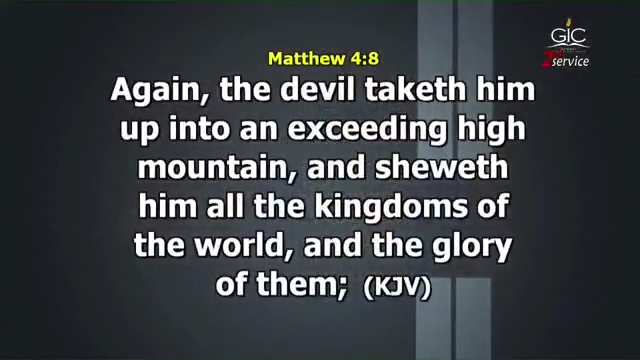 GIC
2nd service
Matthew 4:8
Again, the devil taketh him
up into an exceeding high
mountain, and sheweth
him all the kingdoms of
the world, and the glory
of them; (KJV)